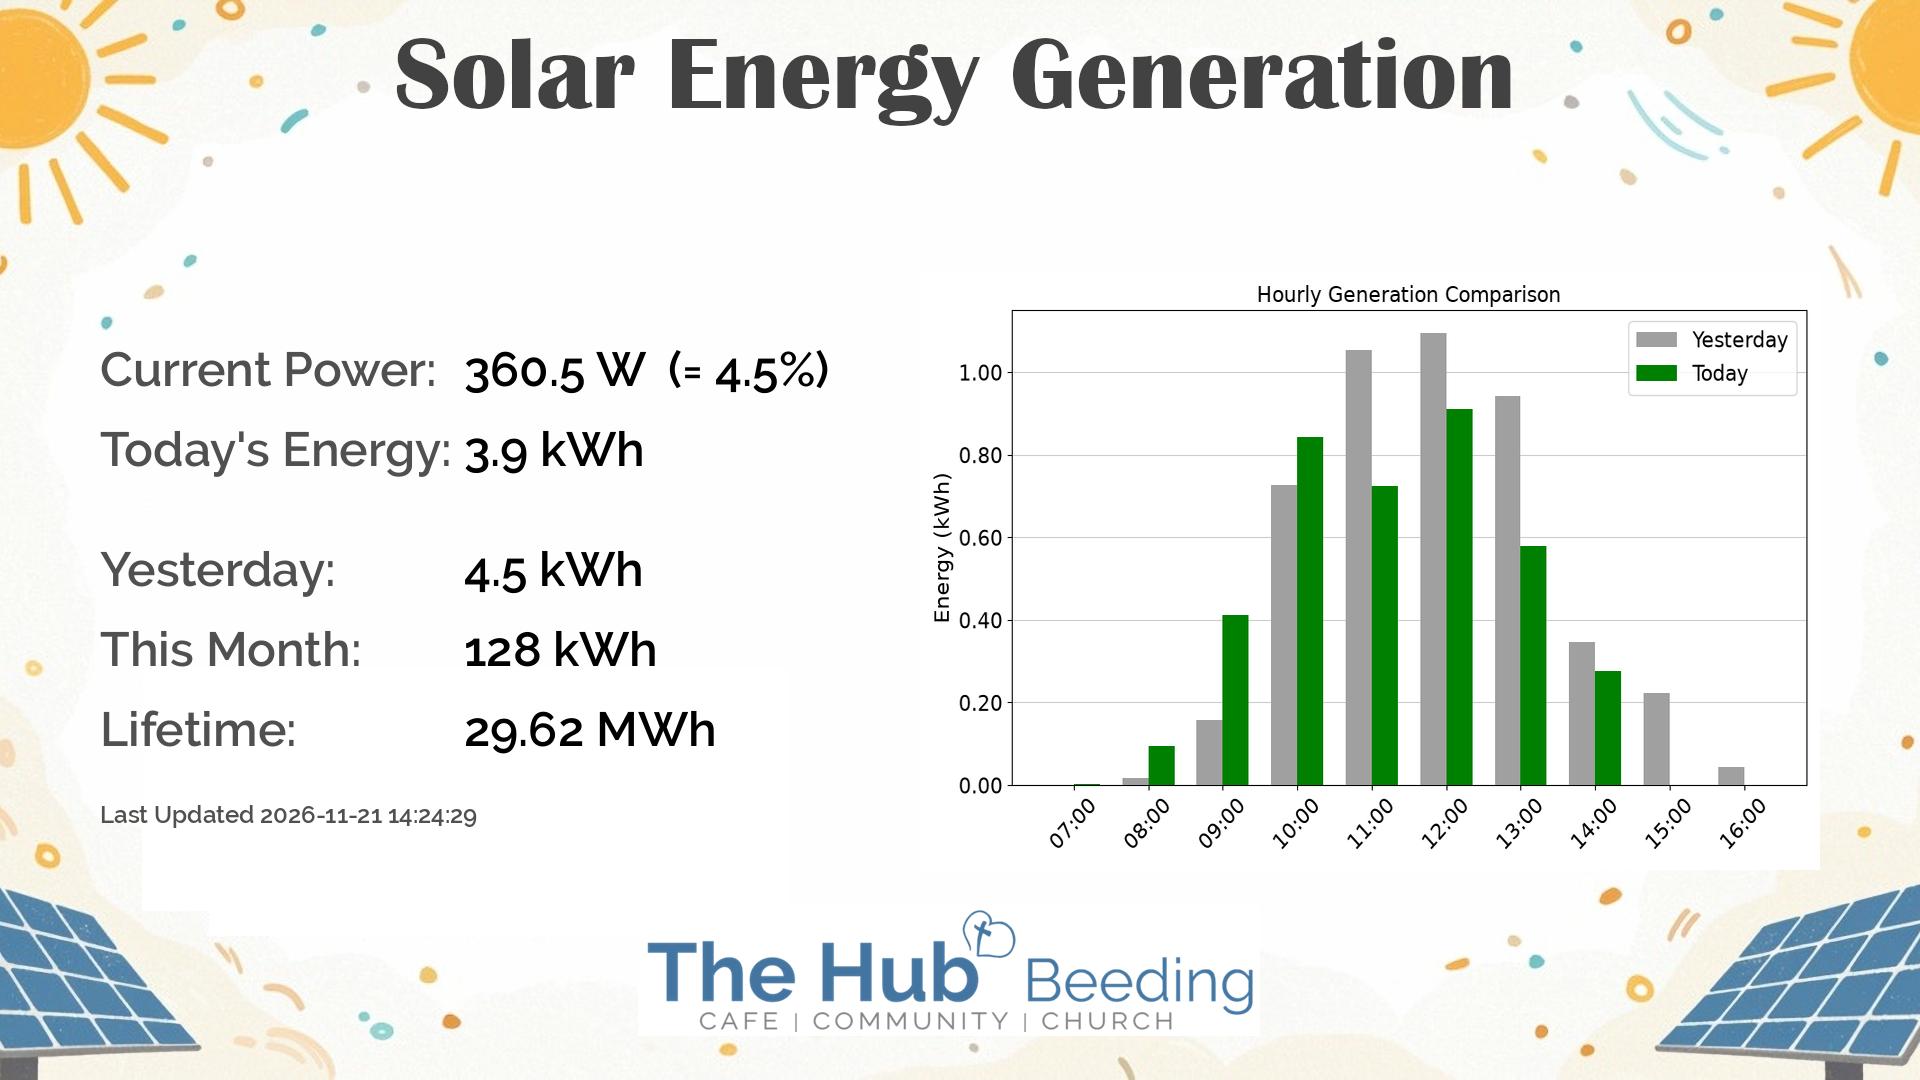 Solar Energy Generation
Current Power: 360.5 W (= 4.5%)
Today's Energy: 3.9 kWh
Yesterday: 4.5 kWh
This Month: 128 kWh
Lifetime: 29.62 MWh
Last Updated 2026-11-21 14:24:29
Hourly Generation Comparison
Yesterday
Today
Energy (kWh)
1.00
0.80
0.60
0.40
0.20
0.00
07:00 08:00 09:00 10:00 11:00 12:00 13:00 14:00 15:00 16:00
The Hub Beeding
CAFE | COMMUNITY | CHURCH